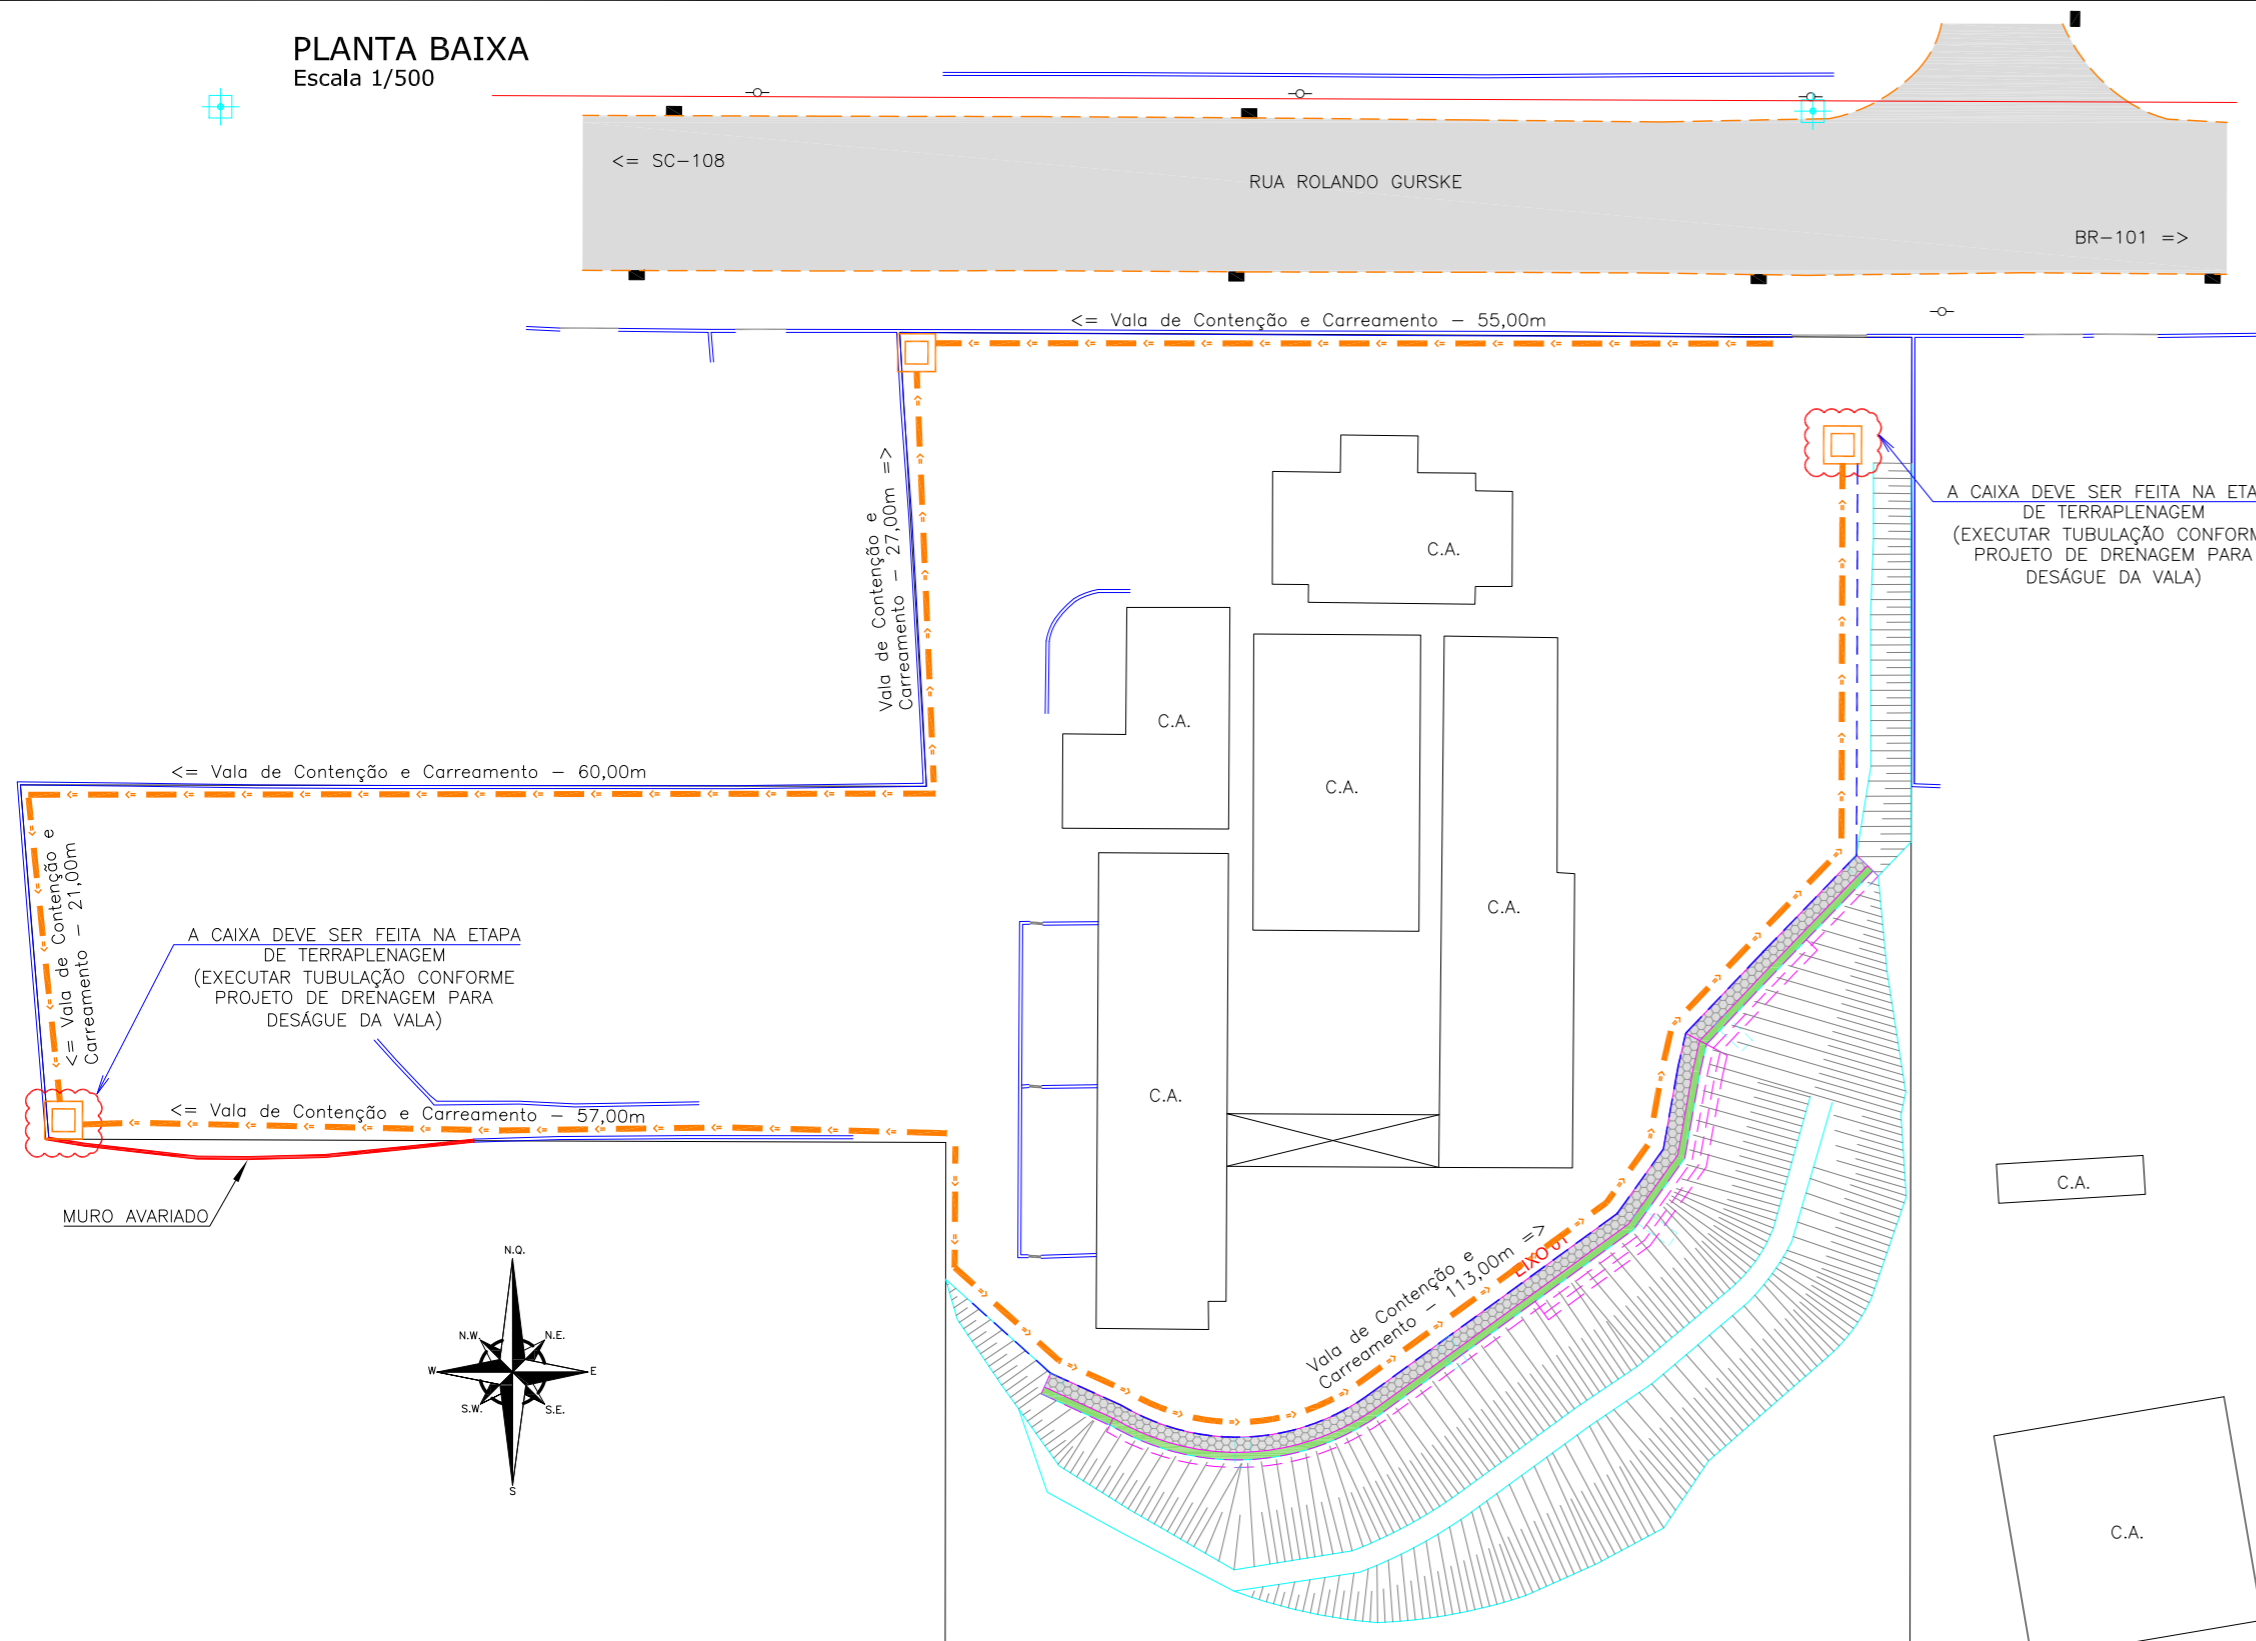 PLANTA BAIXA
Escala 1/500
<= SC-108
RUA ROLANDO GURSKE
BR-101 =>
<= Vala de Contenção e Carreamento - 55,00m
Vala de Contenção e
Carreamento - 27,00m =>
A CAIXA DEVE SER FEITA NA
DE TERRAPLENAGEM
(EXECUTAR TUBULAÇÃO
PROJETO DE DRENAGEM PARA
DESÁGUE DA VALA)
C.A.
C.A.
C.A.
C.A.
C.A.
<= Vala de Contenção e Carreamento - 60,00m
<= Vala de Contenção e
Carreamento - 21,00m
A CAIXA DEVE SER FEITA NA ETAPA
DE TERRAPLENAGEM
(EXECUTAR TUBULAÇÃO CONFORME
PROJETO DE DRENAGEM PARA
DESÁGUE DA VALA)
<= Vala de Contenção e Carreamento - 57,00m
MURO AVARIADO
C.A.
Vala de Contenção e
Carreamento - 113,00m =>
EIXO 01
N.Q.
N.W.
N.E.
W
E
S.W.
S.E.
S
C.A.